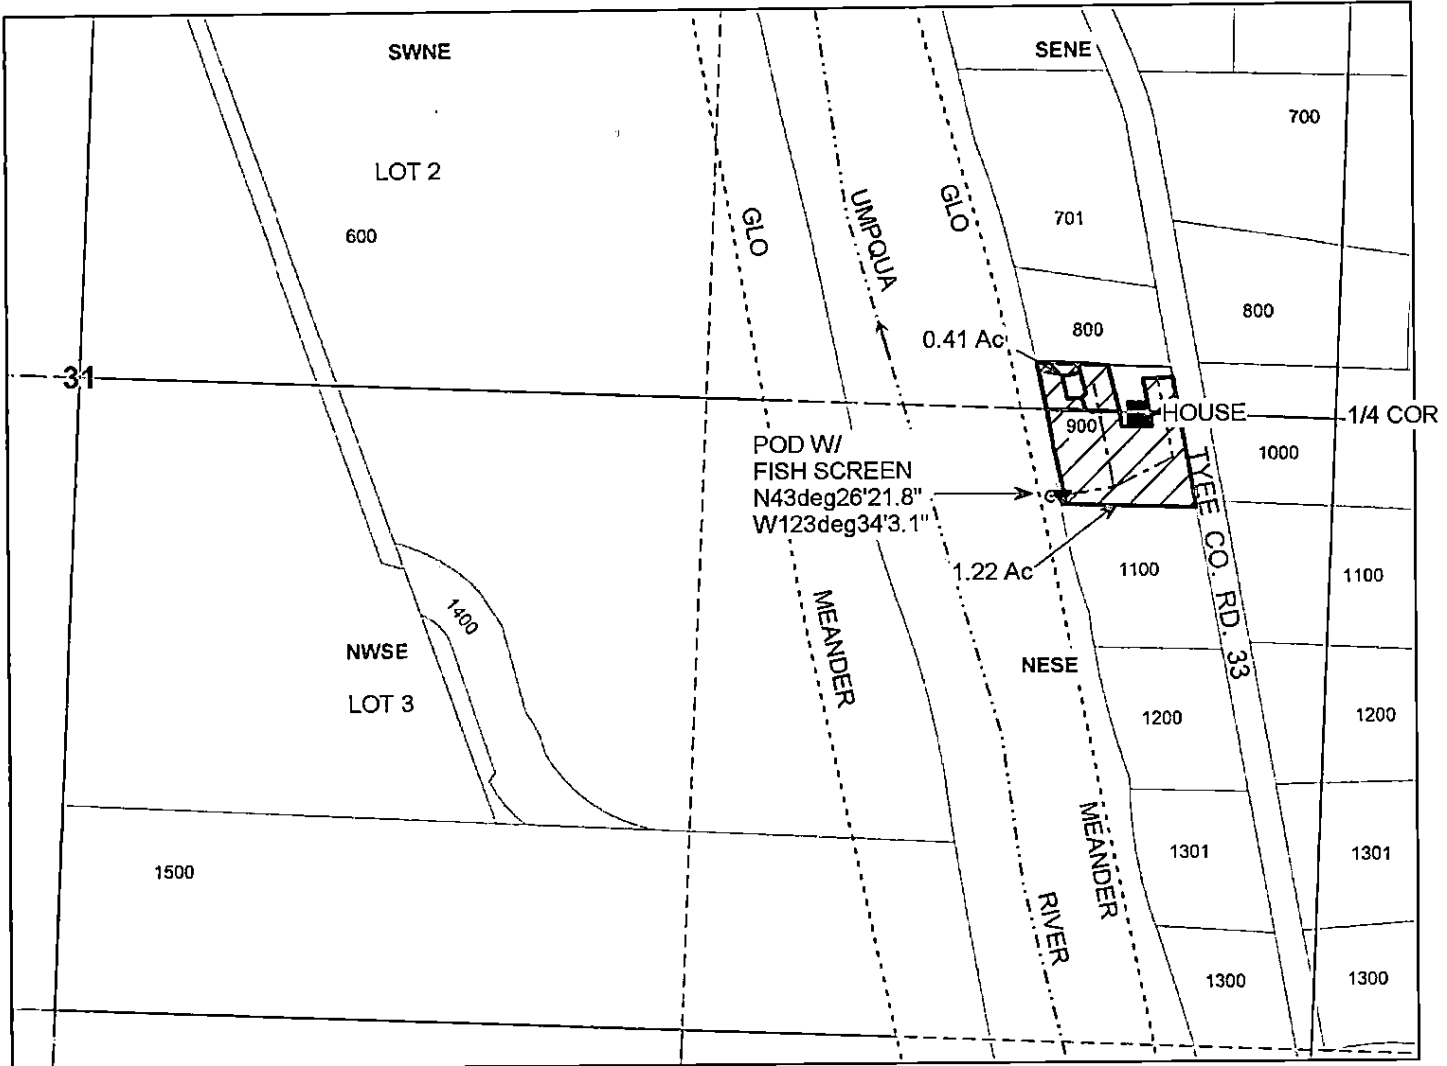 SWNE
SENE
700
LOT 2
600
GLO
UMPQUA
GLO
701
800
800
0.41 Ac
31
HOUSE
1/4 COR
900
1000
POD W/
FISH SCREEN
N43deg26'21.8"
W123deg34'3.1"
TYEE CO. RD. 33
1.22 Ac
1100
1100
1400
MEANDER
NWSE
NESE
LOT 3
1200
1200
MEANDER
1301
1301
1500
RIVER
1300
1300